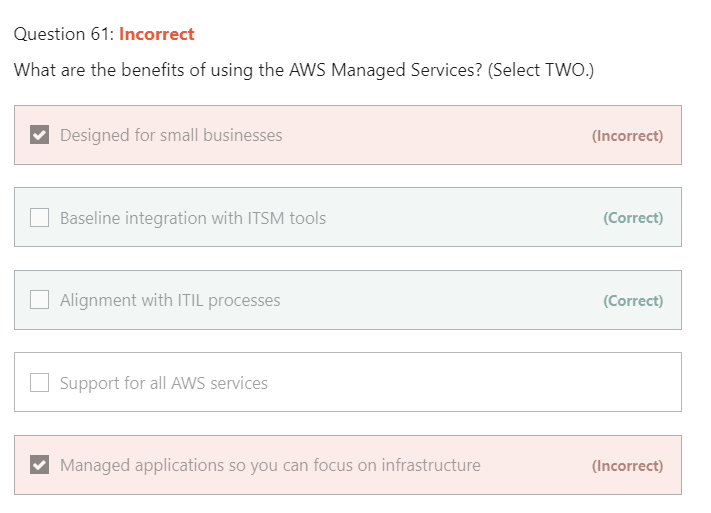 Question 61: Incorrect
What are the benefits of using the AWS Managed Services? (Select TWO.)
Designed for small businesses (Incorrect)
Baseline integration with ITSM tools (Correct)
Alignment with ITIL processes (Correct)
Support for all AWS services
Managed applications so you can focus on infrastructure (Incorrect)